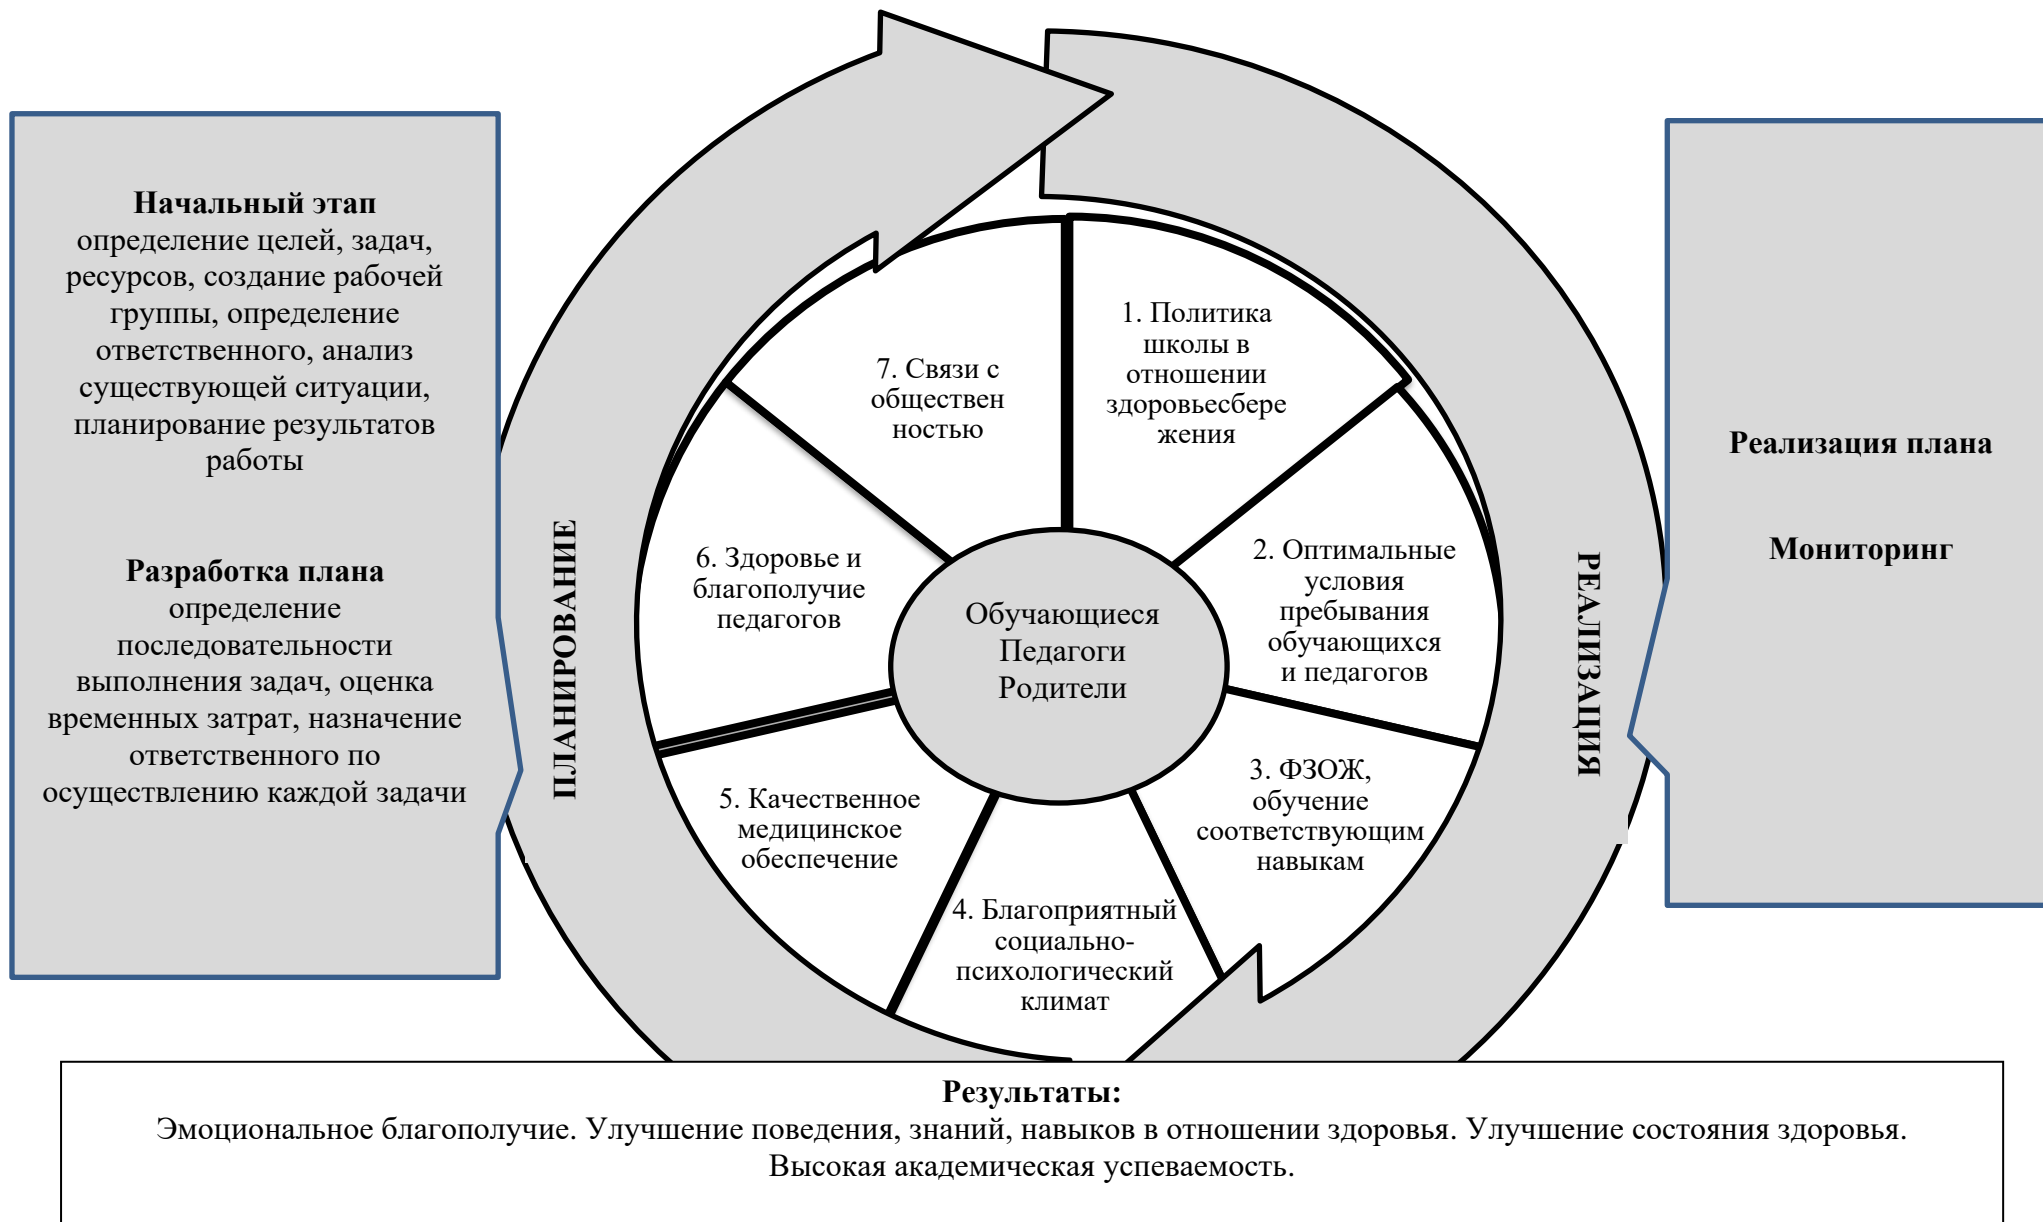 Начальный этап
определение целей, задач,
ресурсов, создание рабочей
группы, определение
ответственного, анализ
существующей ситуации,
планирование результатов
работы
Разработка плана
определение
последовательности
выполнения задач, оценка
временных затрат, назначение
ответственного по
осуществлению каждой задачи
ПЛАНИРОВАНИЕ
1. Политика
школы в
отношении
здоровьесбере
жения
2. Оптимальные
условия
пребывания
обучающихся
и педагогов
3. ФЗОЖ,
обучение
соответствующим
навыкам
4. Благоприятный
социально-
психологический
климат
5. Качественное
медицинское
обеспечение
6. Здоровье и
благополучие
педагогов
7. Связи с
обществен
ностью
Обучающиеся
Педагоги
Родители
РЕАЛИЗАЦИЯ
Реализация плана
Мониторинг
Результаты:
Эмоциональное благополучие. Улучшение поведения, знаний, навыков в отношении здоровья. Улучшение состояния здоровья.
Высокая академическая успеваемость.